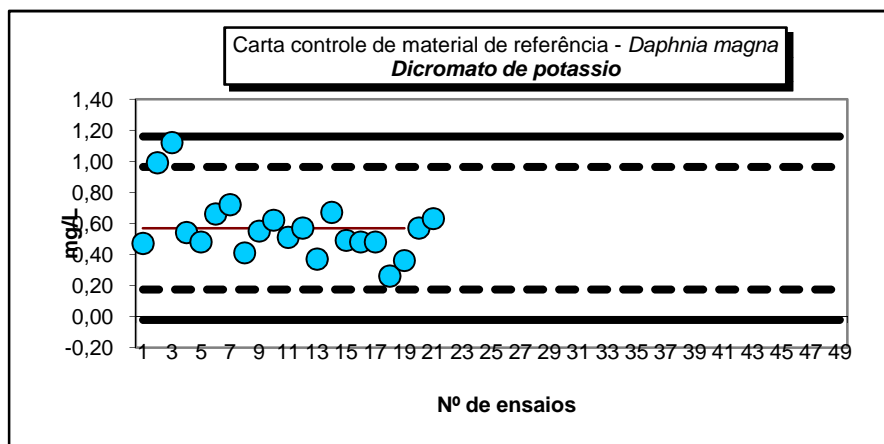 Carta controle de material de referência - Daphnia magna
Dicromato de potassio
1,40
1,20
1,00
0,80
0,60
0,40
0,20
0,00
-0,20
mg/L
1 3 5 7 9 11 13 15 17 19 21 23 25 27 29 31 33 35 37 39 41 43 45 47 49
Nº de ensaios